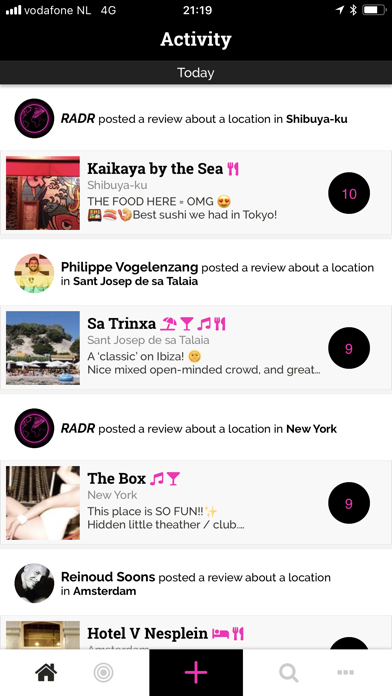 vodafone NL 4G 21:19
Activity
Today
RADR posted a review about a location in Shibuya-ku
Kaikaya by the Sea
Shibuya-ku
THE FOOD HERE = OMG 😍
🍱🍣🍤Best sushi we had in Tokyo!
10
Philippe Vogelenzang posted a review about a location
in Sant Josep de sa Talaia
Sa Trinxa
Sant Josep de sa Talaia
A ‘classic’ on Ibiza! 🤫
Nice mixed open-minded crowd, and great...
9
RADR posted a review about a location in New York
The Box
New York
This place is SO FUN!!✨
Hidden little theather / club....
9
Reinoud Soons posted a review about a location
in Amsterdam
Hotel V Nesplein
Amsterdam